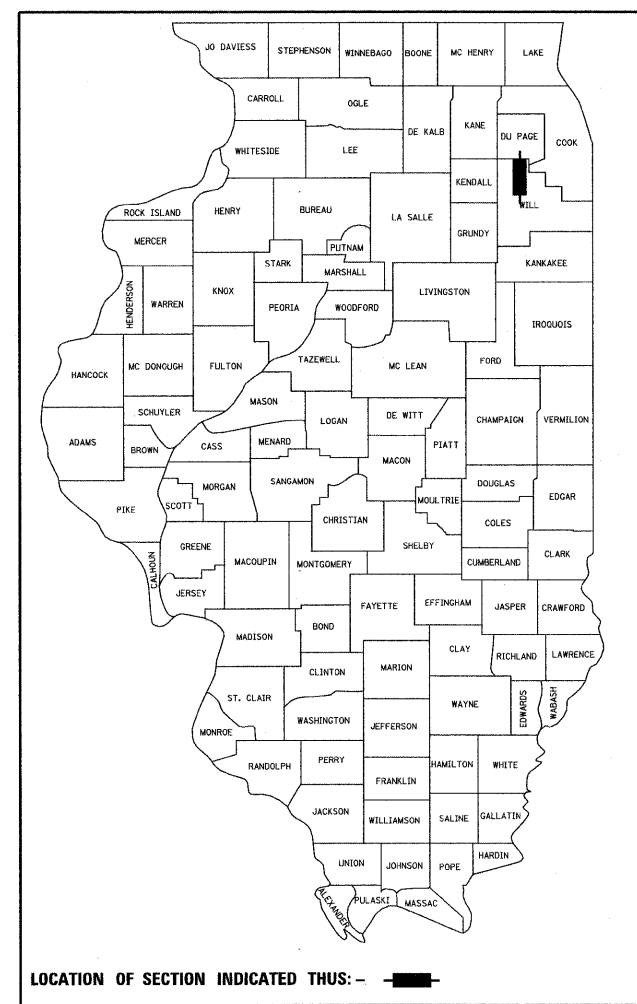 JO DAVIESS STEPHENSON WINNEBAGO BOONE MC HENRY LAKE
CARROLL OGLE KANE
DE KALB DU PAGE COOK
WHITESIDE LEE
KENDALL
WILL
ROCK ISLAND HENRY BUREAU LA SALLE
GRUNDY
MERCER PUTNAM
STARK MARSHALL KANKAKEE
HENDERSON WARREN KNOX LIVINGSTON
PEORIA WOODFORD IROQUOIS
HANCOCK MC DONOUGH FULTON TAZEWELL MC LEAN FORD
MASON
SCHUYLER LOGAN DE WITT CHAMPAIGN VERMILION
ADAMS BROWN CASS MENARD PIATT
MACON
MORGAN SANGAMON DOUGLAS
PIKE SCOTT MOULTRIE EDGAR
CHRISTIAN COLES
GREENE SHELBY
CALHOUN MACOUPIN MONTGOMERY CUMBERLAND CLARK
JERSEY
FAYETTE EFFINGHAM JASPER CRAWFORD
MADISON BOND
CLAY RICHLAND LAWRENCE
CLINTON MARION
ST. CLAIR WAYNE EDWARDS WABASH
WASHINGTON JEFFERSON
MONROE
RANDOLPH PERRY HAMILTON WHITE
FRANKLIN
JACKSON WILLIAMSON SALINE GALLATIN
UNION JOHNSON POPE HARDIN
ALEXANDER PULASKI MASSAC
LOCATION OF SECTION INDICATED THUS: -